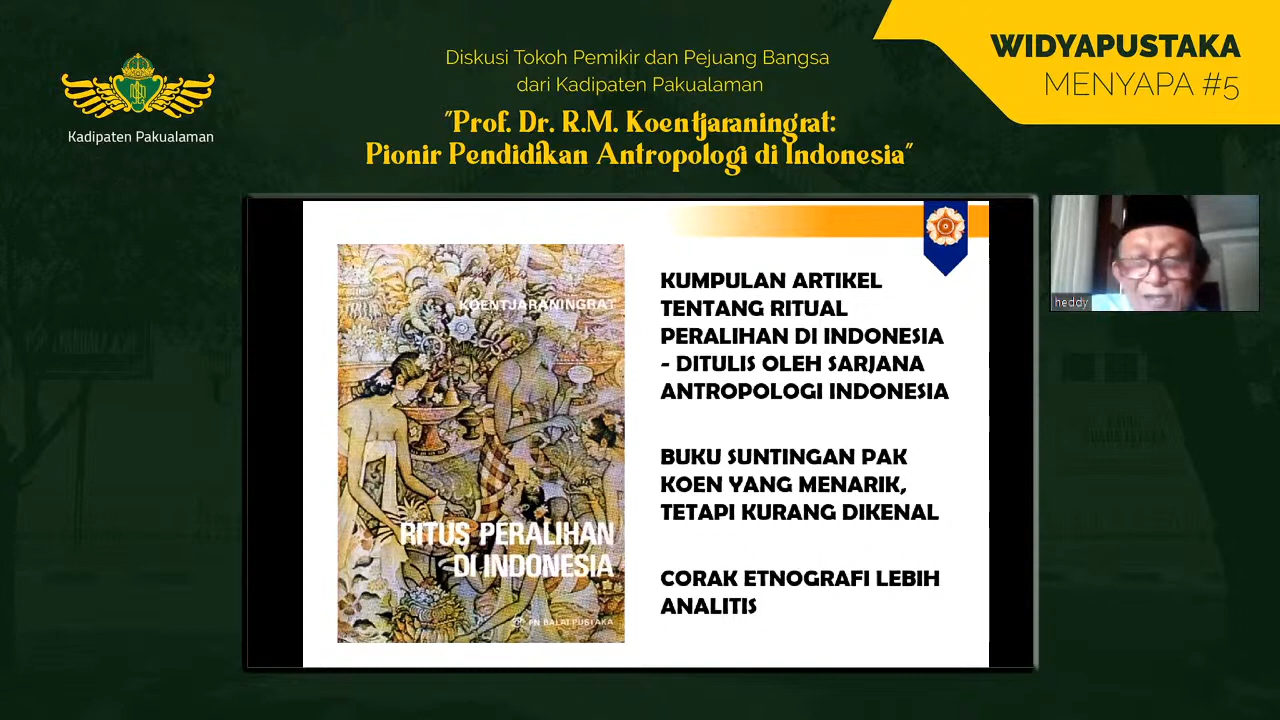 Diskusi Tokoh Pemikir dan Pejuang Bangsa
dari Kadipaten Pakualaman
"Prof. Dr. R.M. Koentjaraningrat:
Pionir Pendidikan Antropologi di Indonesia"
WIDYAPUSTAKA
MENYAPA #5
Kadipaten Pakualaman
KOENTJARANINGRAT
RITUS PERALIHAN
DI INDONESIA
PN BALAI PUSTAKA
KUMPULAN ARTIKEL
TENTANG RITUAL
PERALIHAN DI INDONESIA
- DITULIS OLEH SARJANA
ANTROPOLOGI INDONESIA
BUKU SUNTINGAN PAK
KOEN YANG MENARIK,
TETAPI KURANG DIKENAL
CORAK ETNOGRAFI LEBIH
ANALITIS
heddy